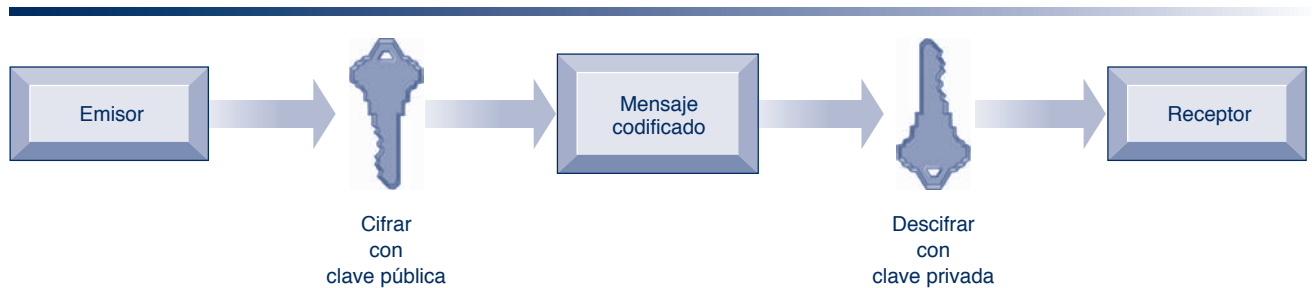 Emisor
Cifrar
con
clave pública
Mensaje
codificado
Descifrar
con
clave privada
Receptor